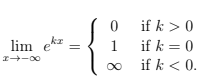 lim x→−∞ e^{kx} = { 0 if k > 0
1 if k = 0
∞ if k < 0.